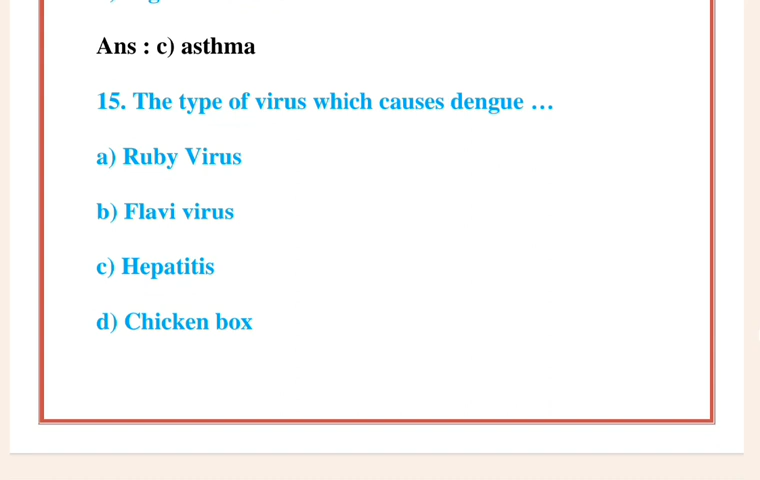 Ans : c) asthma
15. The type of virus which causes dengue …
a) Ruby Virus
b) Flavi virus
c) Hepatitis
d) Chicken box